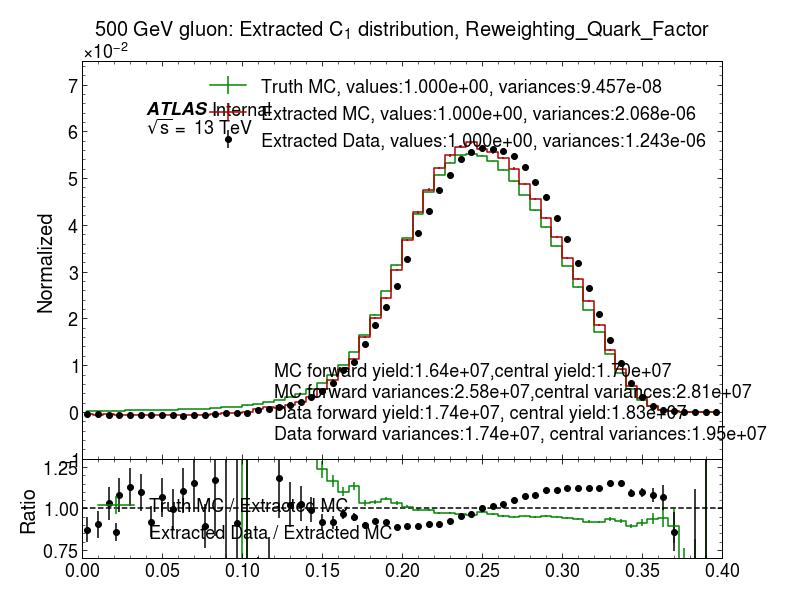 500 GeV gluon: Extracted C₁ distribution, Reweighting_Quark_Factor
×10⁻²
Truth MC, values:1.000e+00, variances:9.457e-08
ATLAS Internal
Extracted MC, values:1.000e+00, variances:2.068e-06
√s = 13 TeV
Extracted Data, values:1.000e+00, variances:1.243e-06
7
6
5
4
3
2
1
0
Normalized
MC forward yield:1.64e+07,central yield:1.70e+07
MC forward variances:2.58e+07,central variances:2.81e+07
Data forward yield:1.74e+07, central yield:1.83e+07
Data forward variances:1.74e+07, central variances:1.95e+07
1.25
1.00
0.75
Ratio
Truth MC / Extracted MC
Extracted Data / Extracted MC
0.00 0.05 0.10 0.15 0.20 0.25 0.30 0.35 0.40